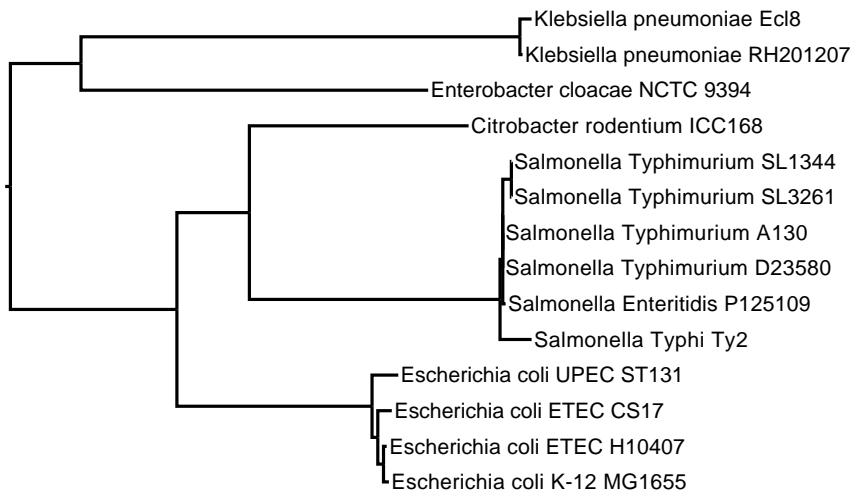 Klebsiella pneumoniae Ecl8
Klebsiella pneumoniae RH201207
Enterobacter cloacae NCTC 9394
Citrobacter rodentium ICC168
Salmonella Typhimurium SL1344
Salmonella Typhimurium SL3261
Salmonella Typhimurium A130
Salmonella Typhimurium D23580
Salmonella Enteritidis P125109
Salmonella Typhi Ty2
Escherichia coli UPEC ST131
Escherichia coli ETEC CS17
Escherichia coli ETEC H10407
Escherichia coli K-12 MG1655